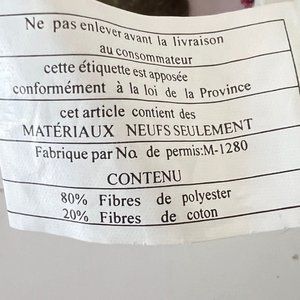 Ne pas enlever avant la livraison
au consommateur
cette étiquette est apposée
conformément à la loi de la Province
cet article contient des
MATÉRIAUX NEUFS SEULEMENT
Fabrique par No de permis:M-1280
CONTENU
80% Fibres de polyester
20% Fibres de coton